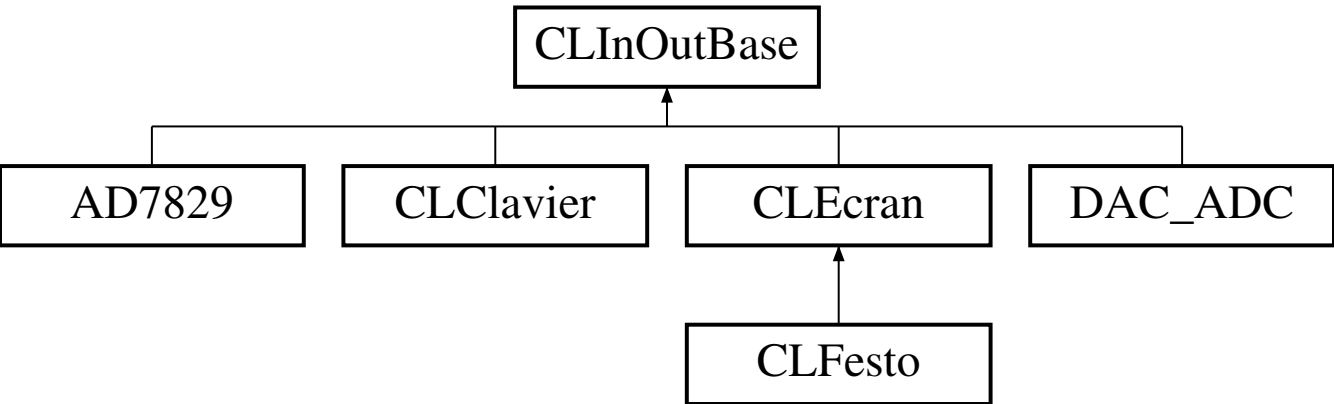 CLInOutBase
AD7829
CLClavier
CLEcran
DAC_ADC
CLFesto